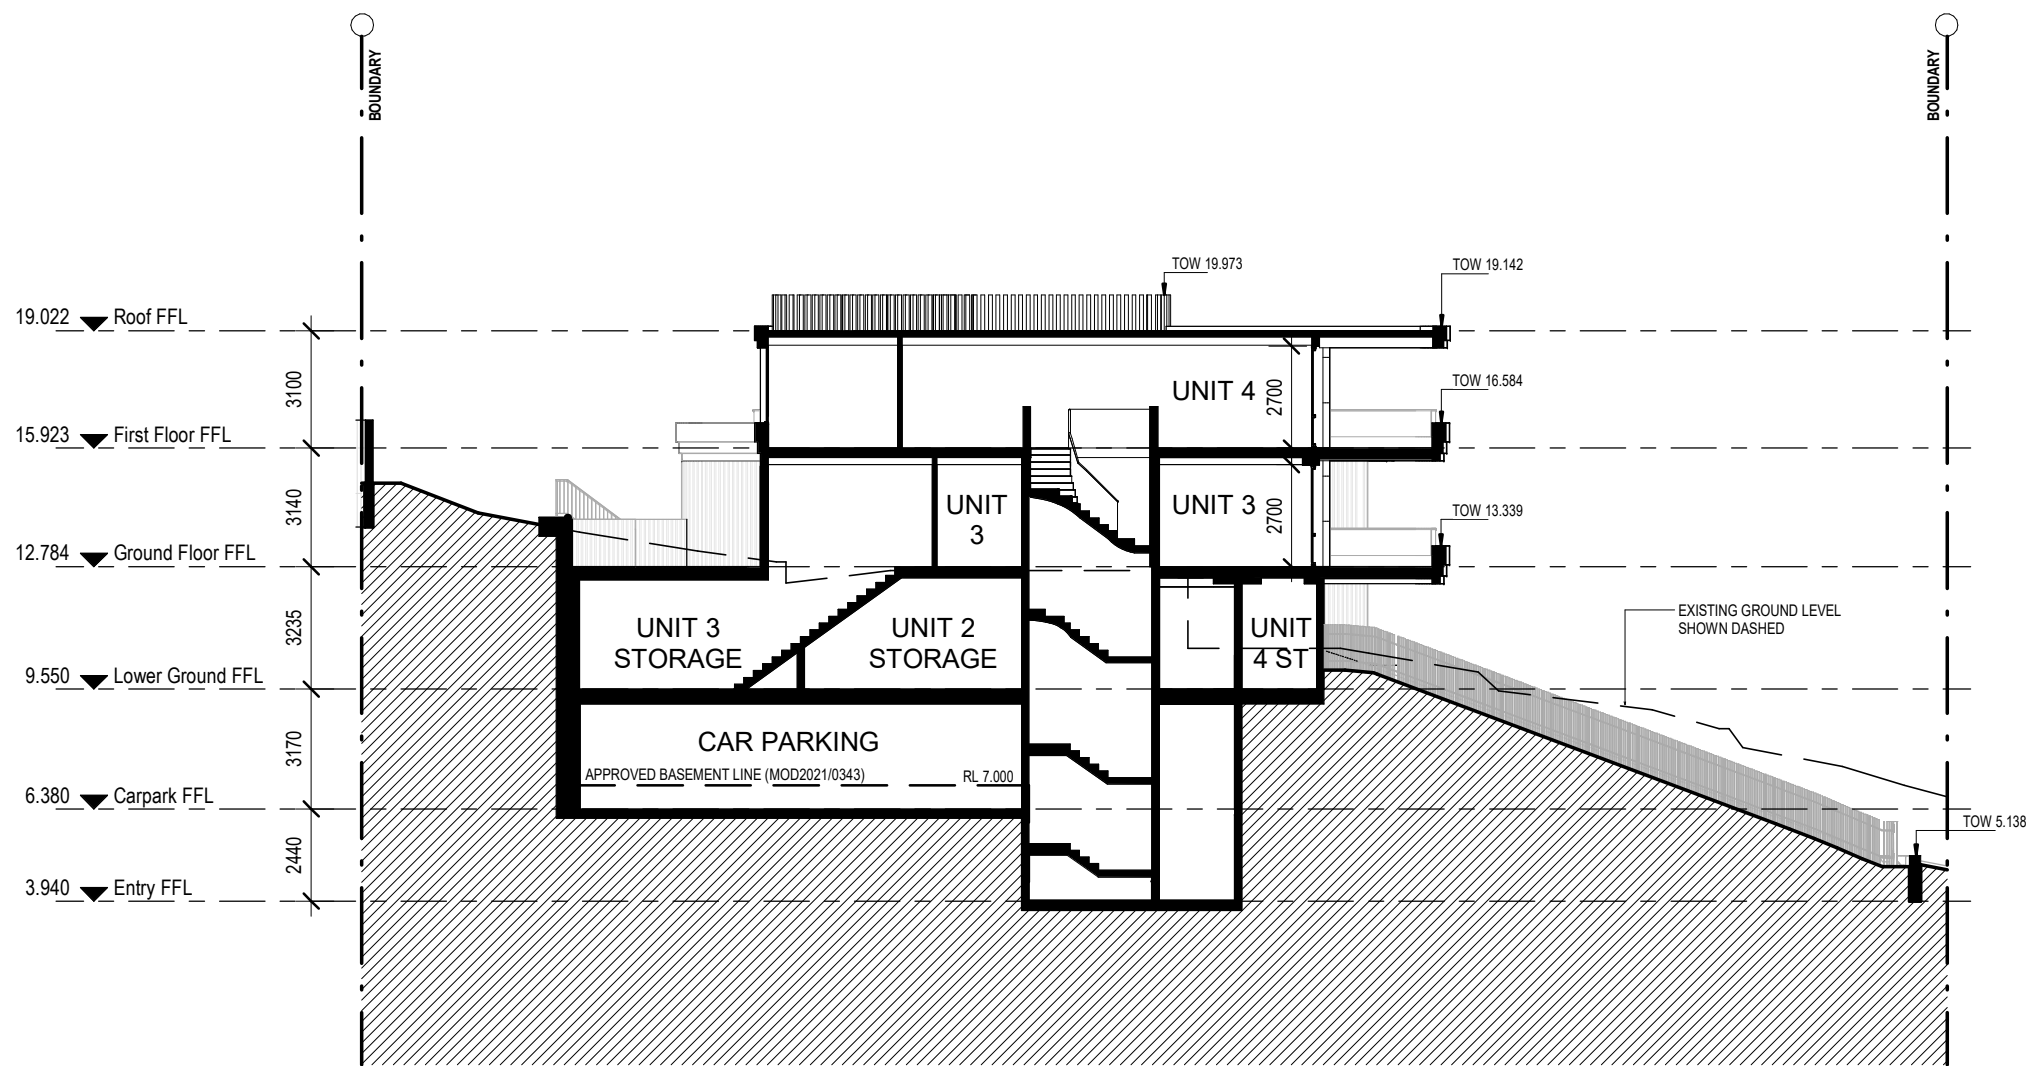 BOUNDARY
BOUNDARY
TOW 19.973
TOW 19.142
19.022 Roof FFL
3100
UNIT 4
2700
TOW 16.584
15.923 First Floor FFL
3140
UNIT
3
UNIT 3
2700
TOW 13.339
12.784 Ground Floor FFL
3235
UNIT 3
STORAGE
UNIT 2
STORAGE
UNIT
4 ST
EXISTING GROUND LEVEL
SHOWN DASHED
9.550 Lower Ground FFL
3170
CAR PARKING
APPROVED BASEMENT LINE (MOD2021/0343)
RL 7.000
6.380 Carpark FFL
2440
TOW 5.138
3.940 Entry FFL